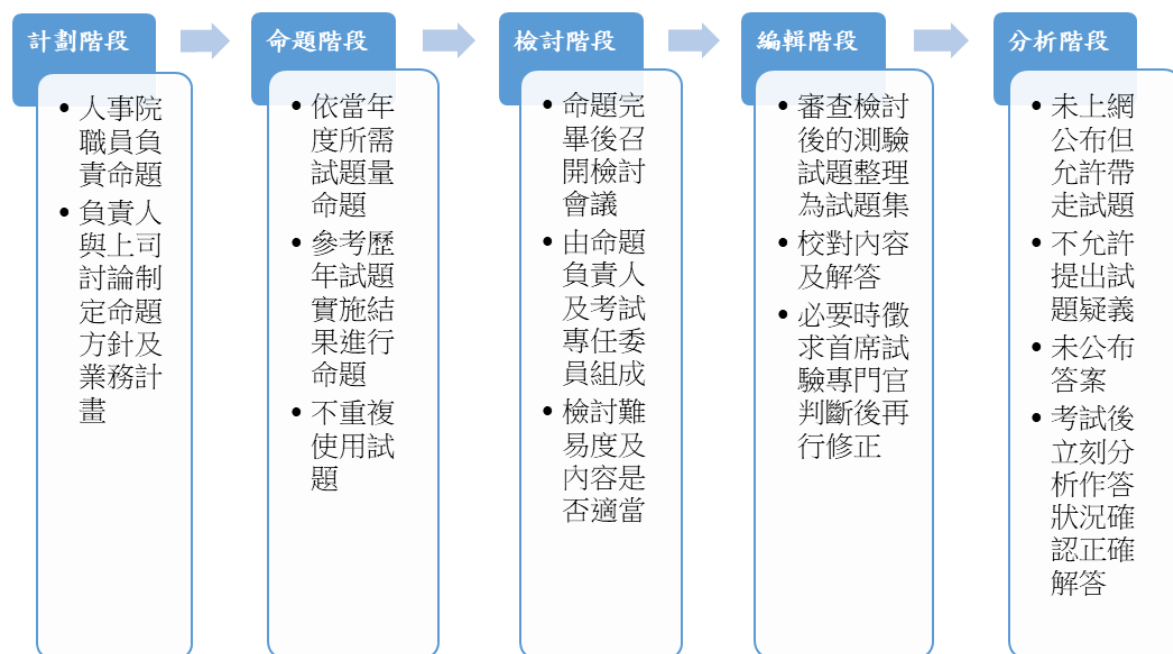 計劃階段
• 人事院
職員負
責命題
• 負責人
與上司
討論制
定命題
方針及
業務計
畫
命題階段
• 依當年
度所需
試題量
命題
• 參考歷
年試題
實施結
果進行
命題
• 不重複
使用試
題
檢討階段
• 命題完
畢後召
開檢討
會議
• 由命題
負責人
及考試
專任委
員組成
• 檢討難
易度及
內容是
否適當
編輯階段
• 審查檢討
後的測驗
試題整理
為試題集
• 校對內容
及解答
• 必要時徵
求首席試
驗專門官
判斷後再
行修正
分析階段
• 未上網
公布但
允許帶
走試題
• 不允許
提出試
題疑義
• 未公布
答案
• 考試後
立刻分
析作答
狀況確
認正確
解答